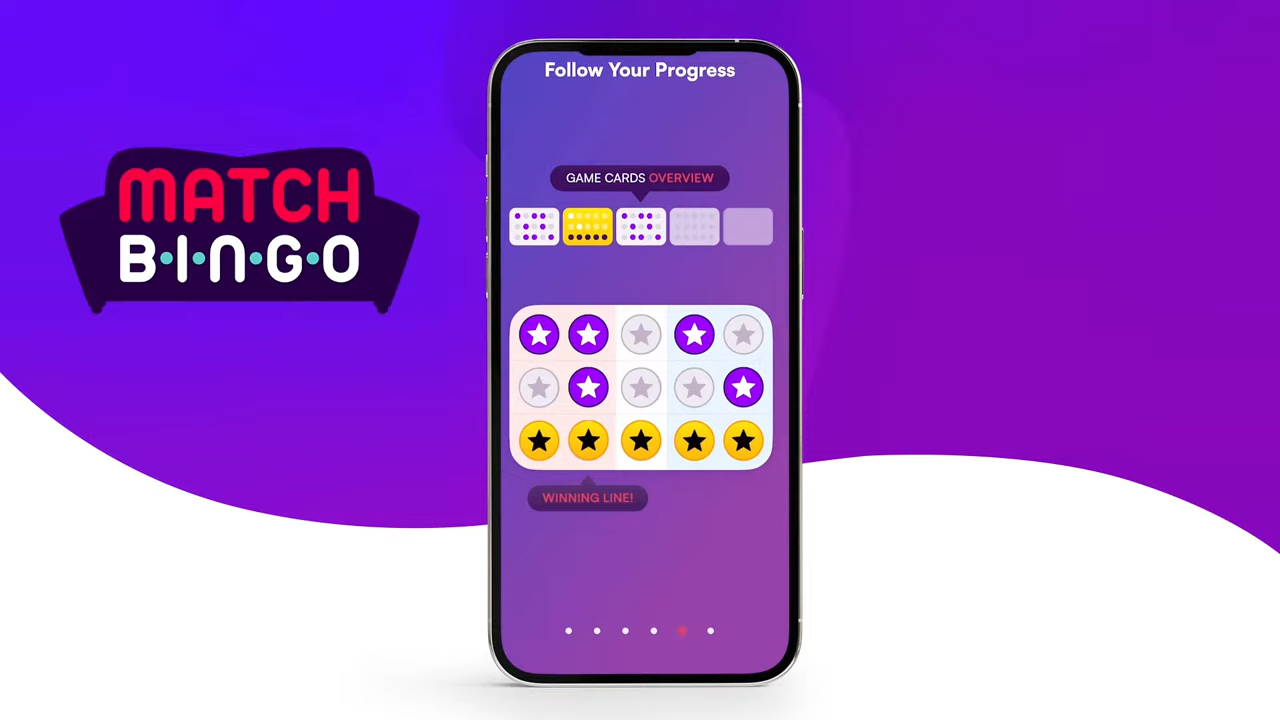 MATCH
B·I·N·G·O
Follow Your Progress
GAME CARDS OVERVIEW
WINNING LINE!